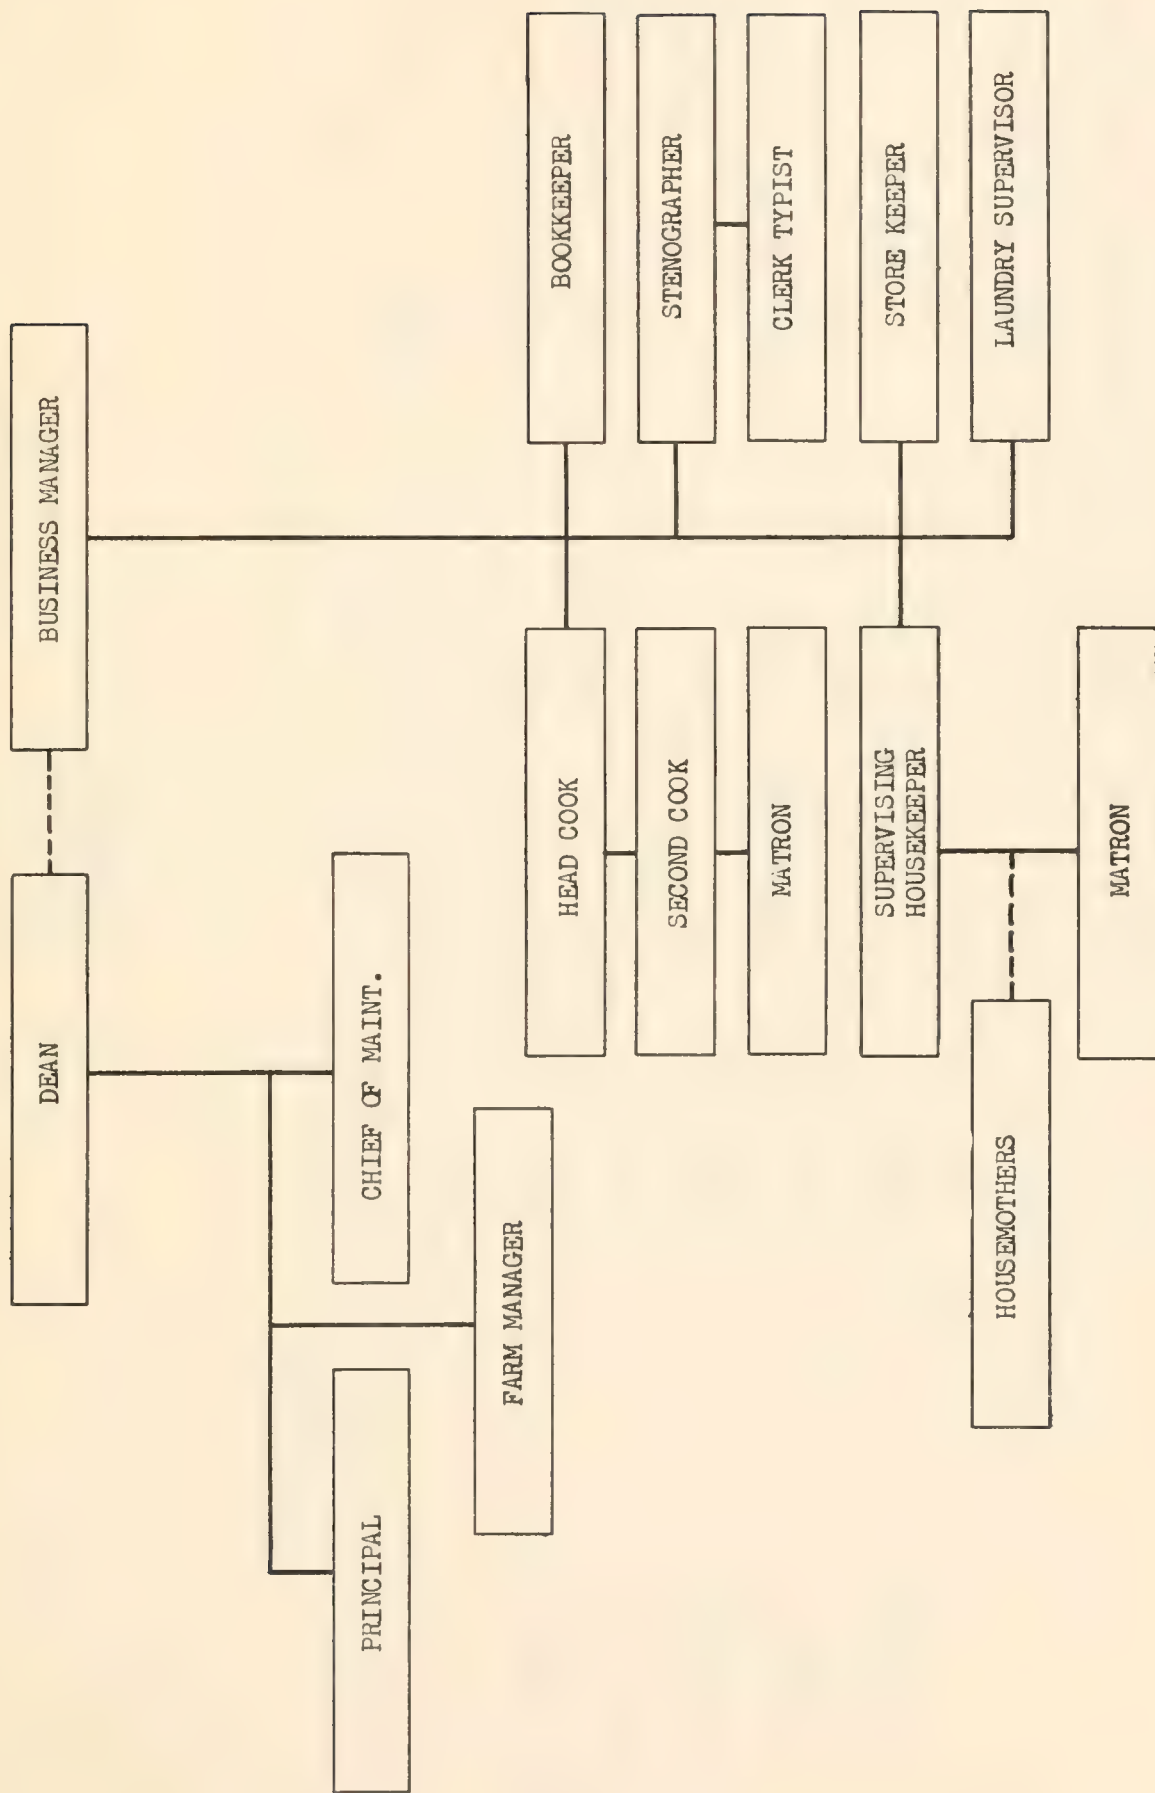 DEAN
BUSINESS MANAGER
PRINCIPAL
CHIEF OF MAINT.
FARM MANAGER
HEAD COOK
BOOKKEEPER
SECOND COOK
STENOGRAPHER
MATRON
CLERK TYPIST
SUPERVISING
HOUSEKEEPER
STORE KEEPER
HOUSEMOTHERS
LAUNDRY SUPERVISOR
MATRON